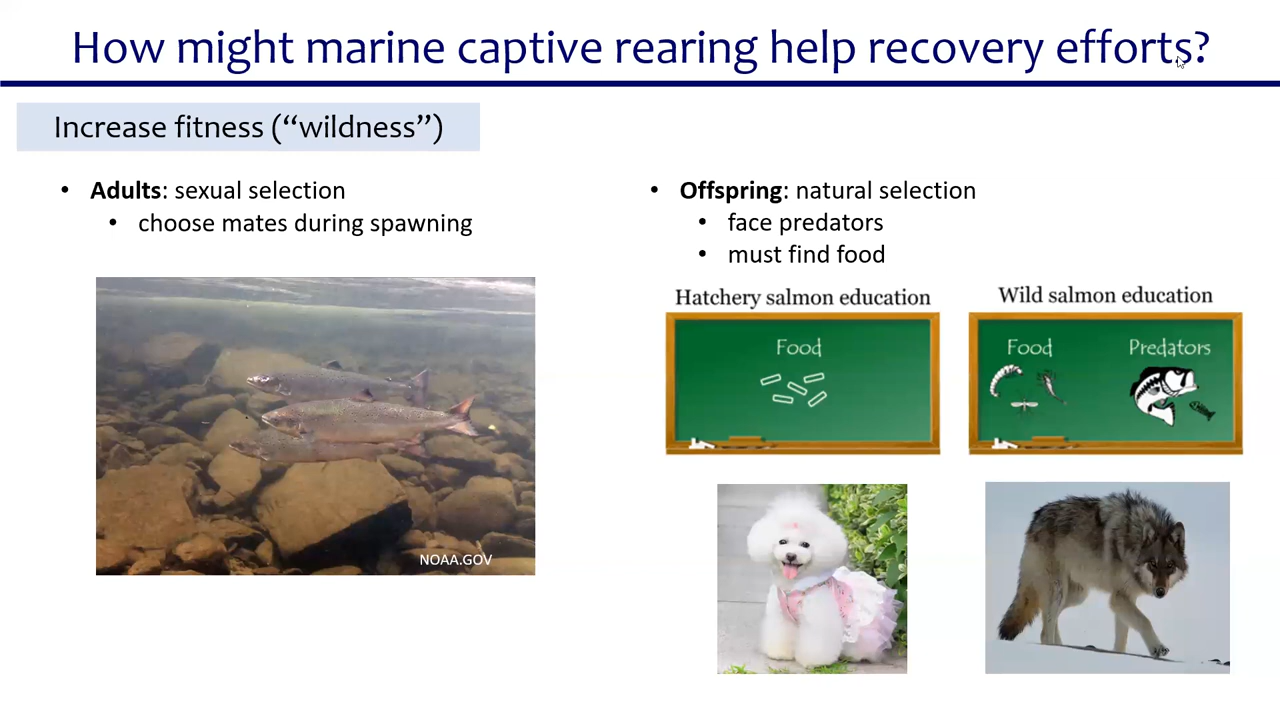 How might marine captive rearing help recovery efforts?
Increase fitness (“wildness”)
• Adults: sexual selection
• choose mates during spawning
NOAA.GOV
• Offspring: natural selection
• face predators
• must find food
Hatchery salmon education
Food
Wild salmon education
Food
Predators